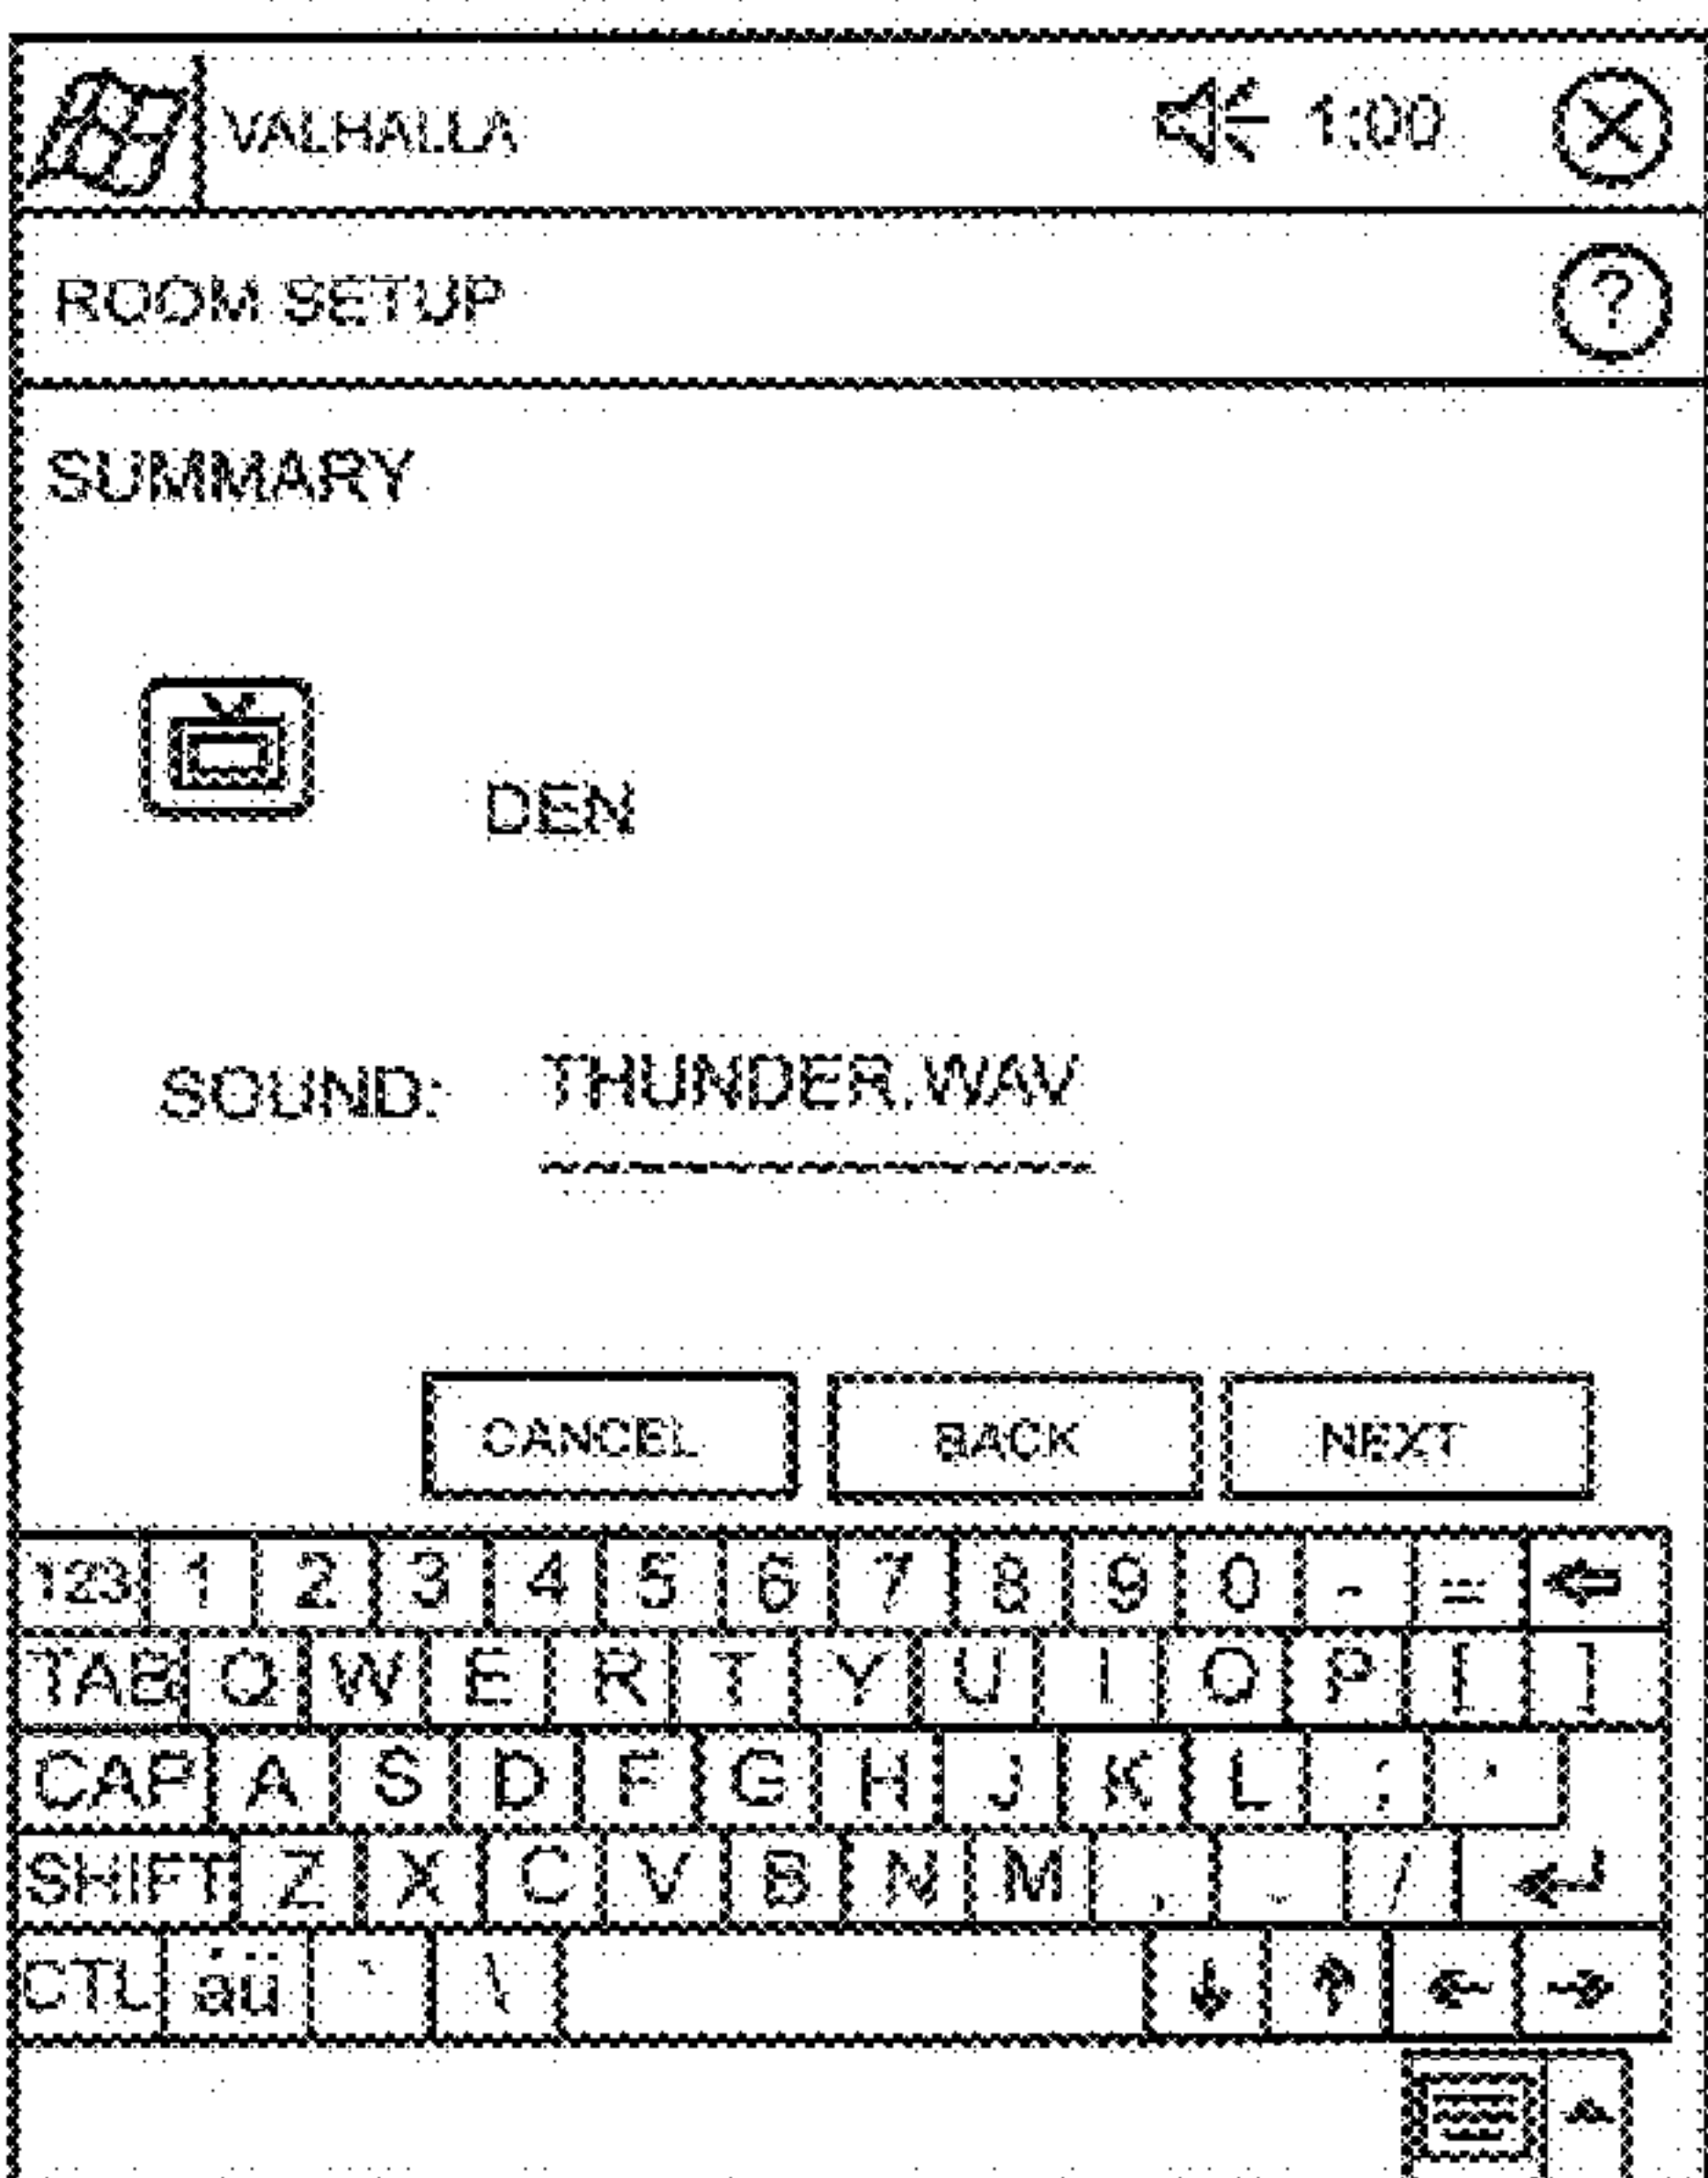 VALHALLA 1:00
ROOM SETUP ?
SUMMARY
DEN
SOUND: THUNDER.WAV
CANCEL BACK NEXT
123 1 2 3 4 5 6 7 8 9 0 - =
TAB Q W E R T Y U I O P [ ]
CAP A S D F G H J K L ; '
SHIFT Z X C V B N M , . /
CTL áü ` \